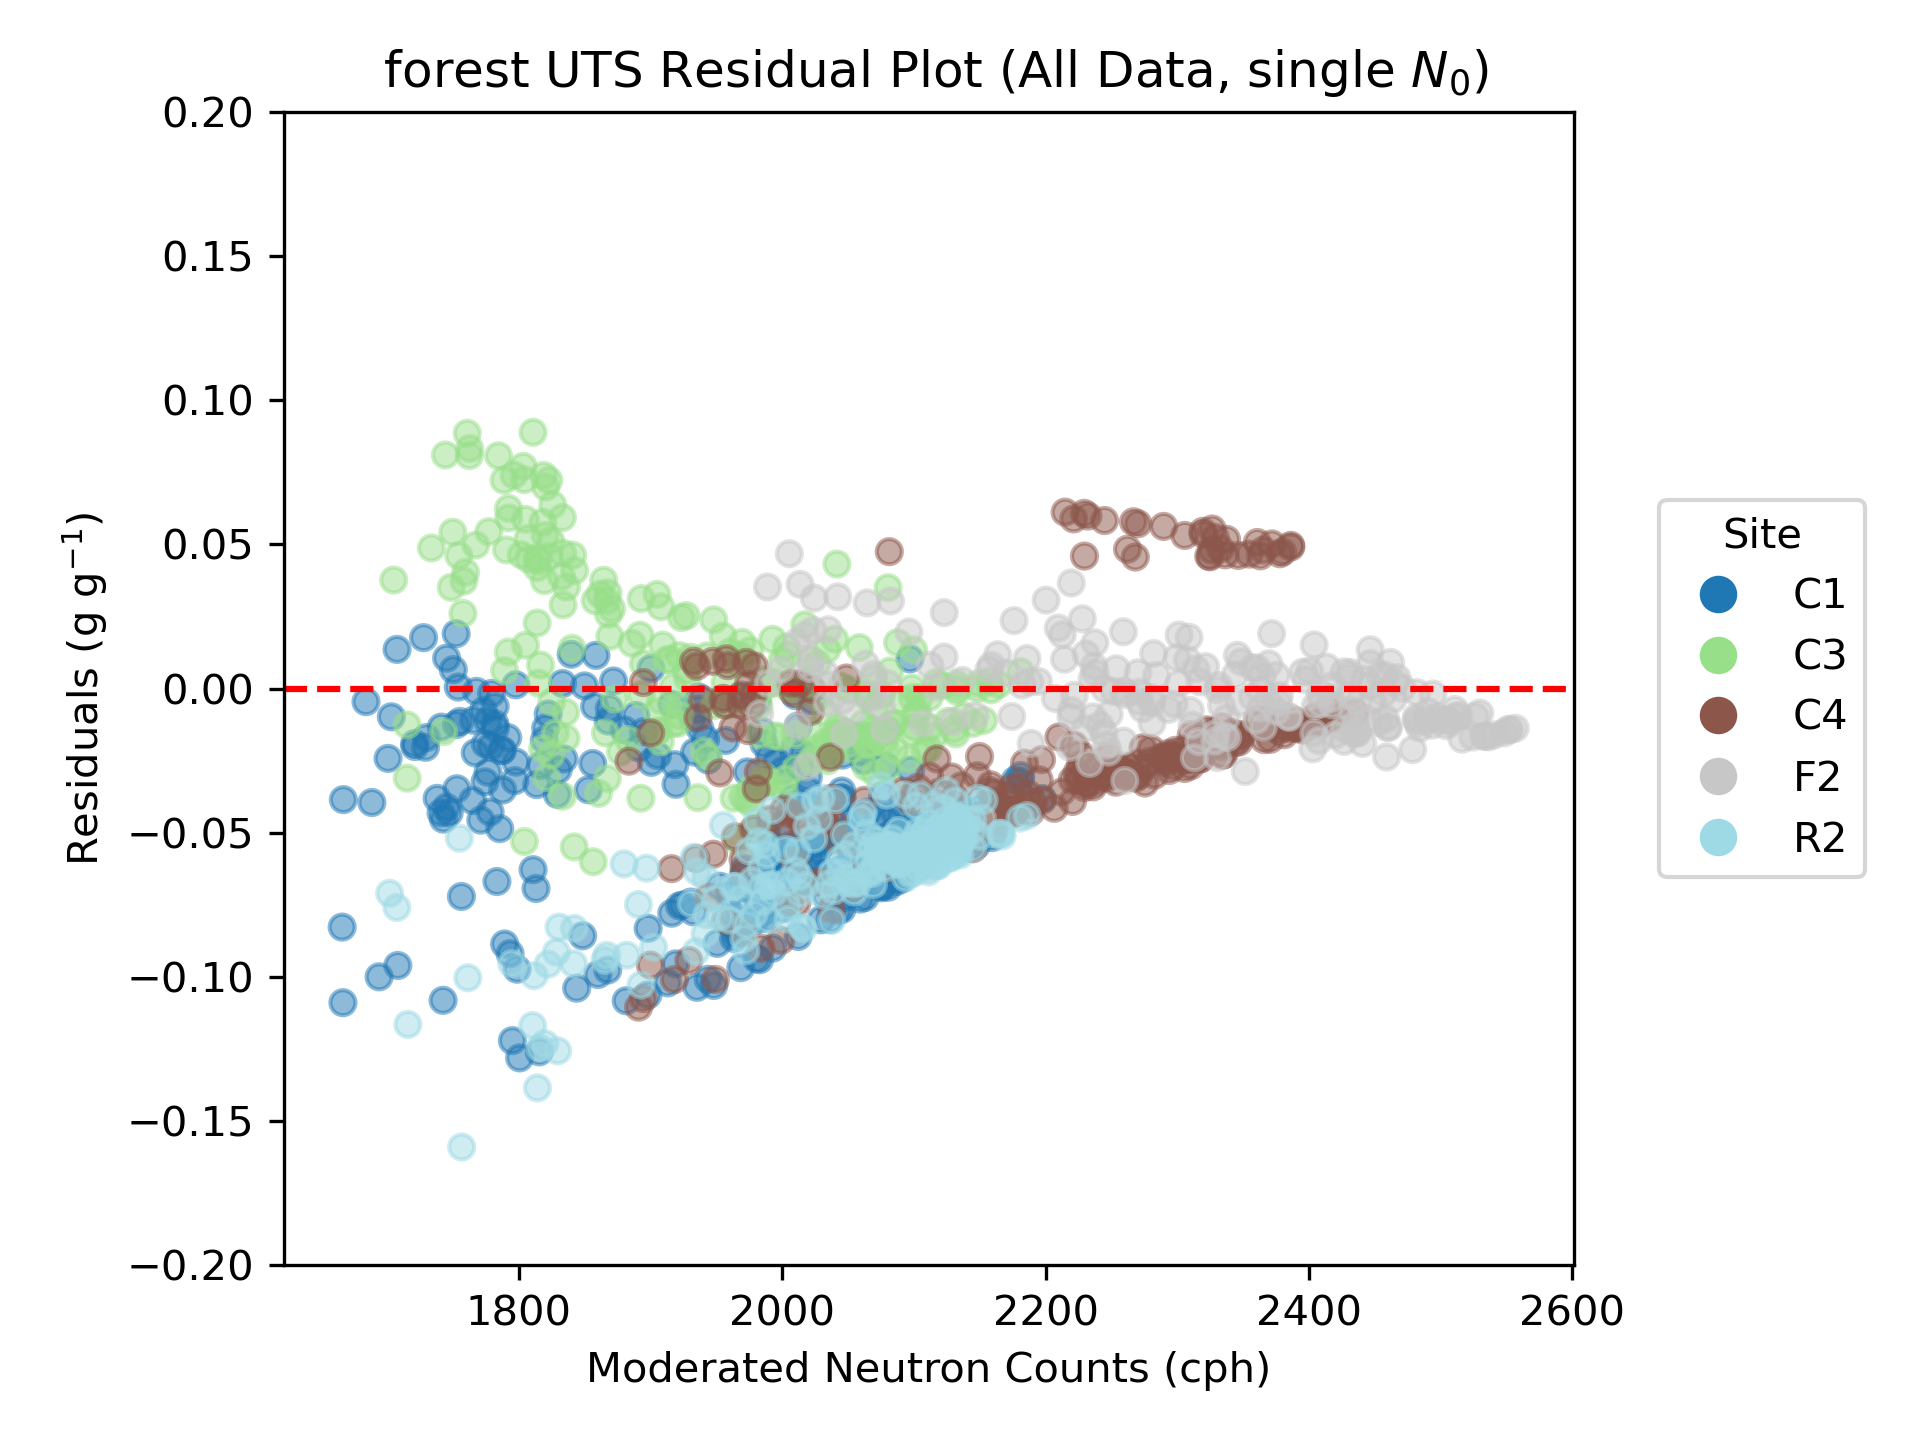 forest UTS Residual Plot (All Data, single N₀)
0.20
0.15
0.10
0.05
0.00
−0.05
−0.10
−0.15
−0.20
Residuals (g g⁻¹)
1800 2000 2200 2400 2600
Moderated Neutron Counts (cph)
Site
C1
C3
C4
F2
R2